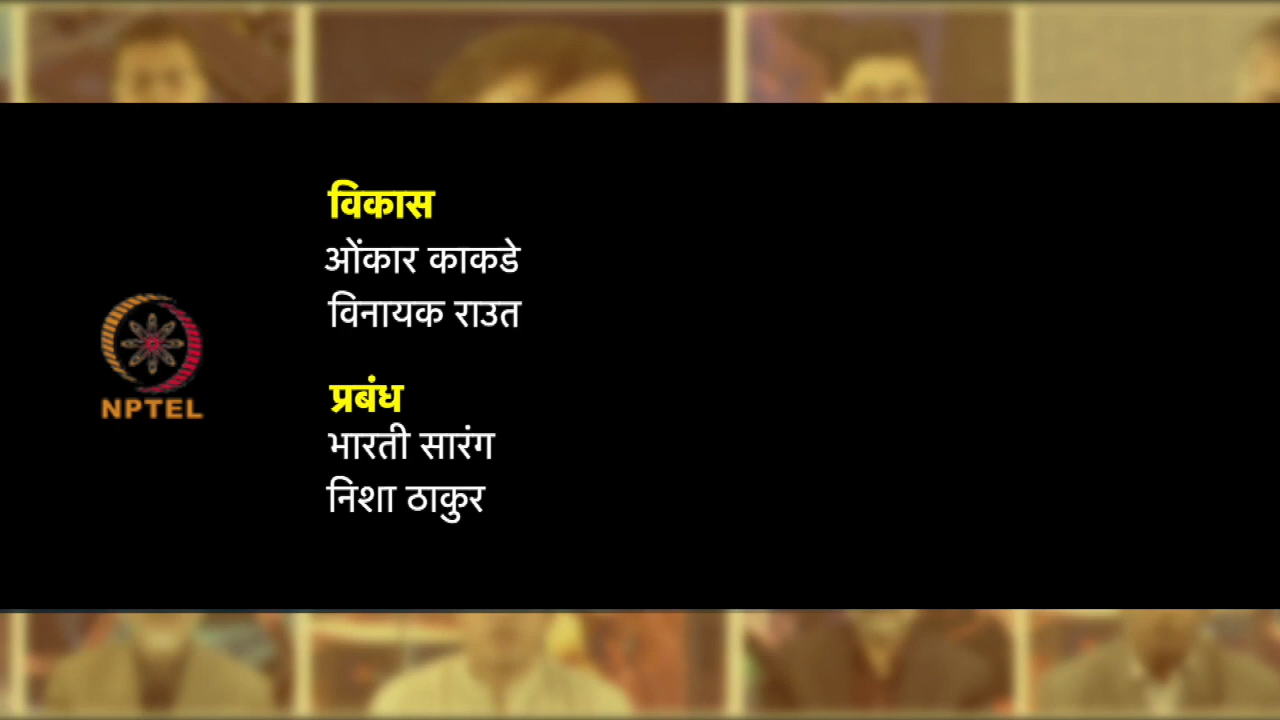 विकास
ओंकार काकडे
विनायक राउत
NPTEL
प्रबंध
भारती सारंग
निशा ठाकुर